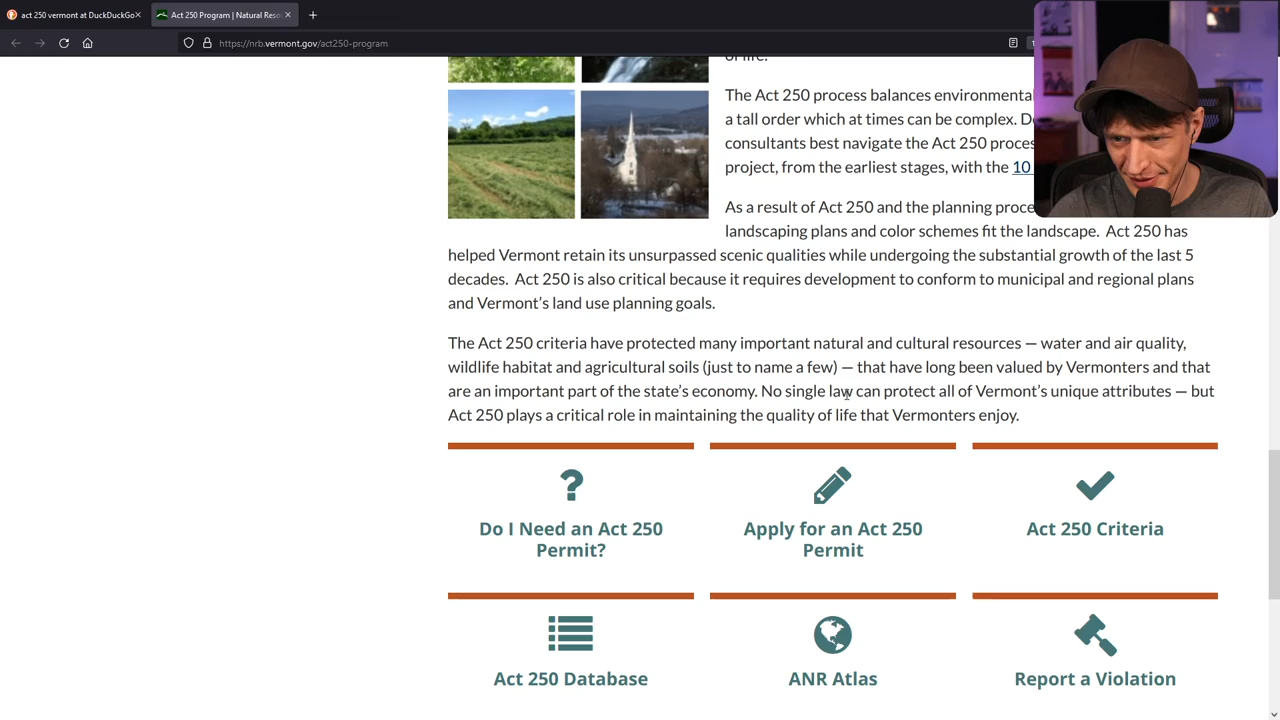 act 250 vermont at DuckDuckGo
Act 250 Program | Natural Reso
https://nrb.vermont.gov/act250-program
of life.
The Act 250 process balances environmental
a tall order which at times can be complex.
consultants best navigate the Act 250
project, from the earliest stages, with the 10
As a result of Act 250 and the planning
landscaping plans and color schemes fit the landscape. Act 250 has
helped Vermont retain its unsurpassed scenic qualities while undergoing the substantial growth of the last 5
decades. Act 250 is also critical because it requires development to conform to municipal and regional plans
and Vermont’s land use planning goals.
The Act 250 criteria have protected many important natural and cultural resources — water and air quality,
wildlife habitat and agricultural soils (just to name a few) — that have long been valued by Vermonters and that
are an important part of the state’s economy. No single law can protect all of Vermont’s unique attributes — but
Act 250 plays a critical role in maintaining the quality of life that Vermonters enjoy.
Do I Need an Act 250
Permit?
Apply for an Act 250
Permit
Act 250 Criteria
Act 250 Database
ANR Atlas
Report a Violation